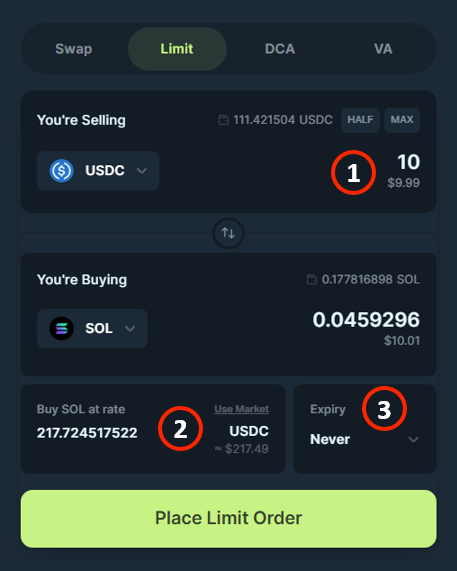 Swap Limit DCA VA
You're Selling 111.421504 USDC HALF MAX
USDC 1 10
$9.99
You're Buying 0.177816898 SOL
SOL 0.0459296
$10.01
Buy SOL at rate Use Market
217.724517522 2 USDC
≈ $217.49
Expiry 3
Never
Place Limit Order